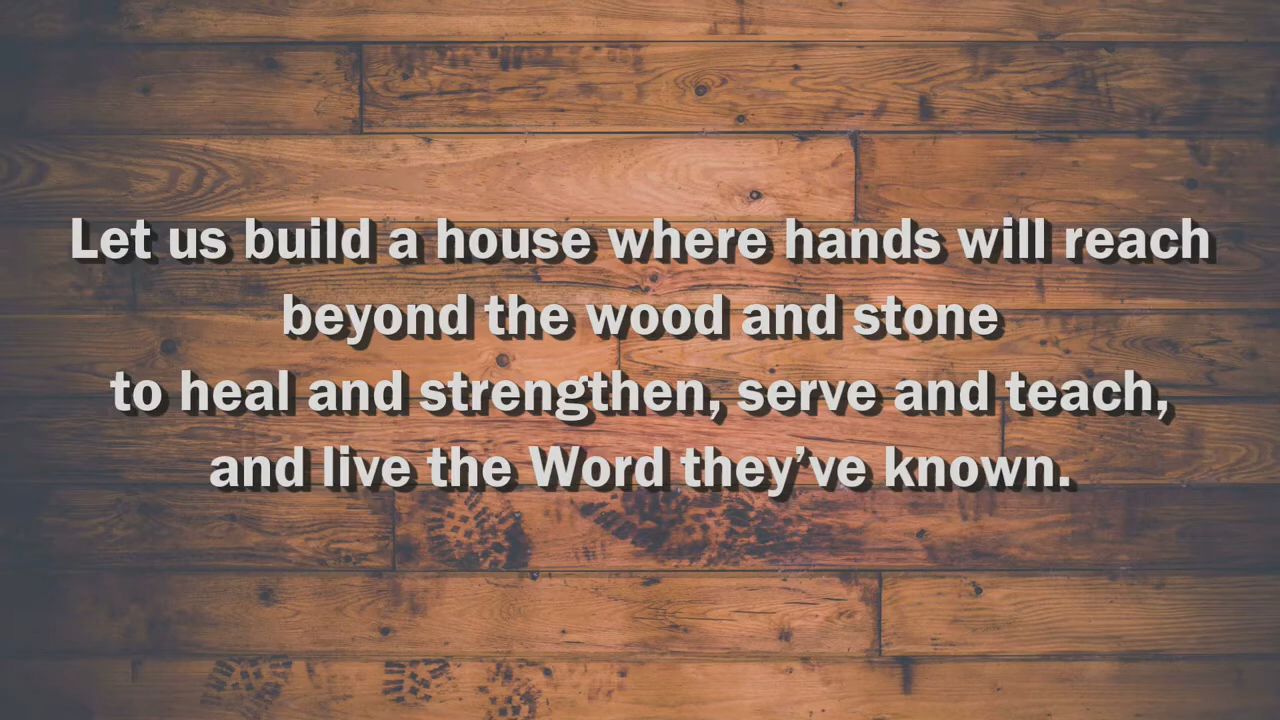 Let us build a house where hands will reach
beyond the wood and stone
to heal and strengthen, serve and teach,
and live the Word they’ve known.